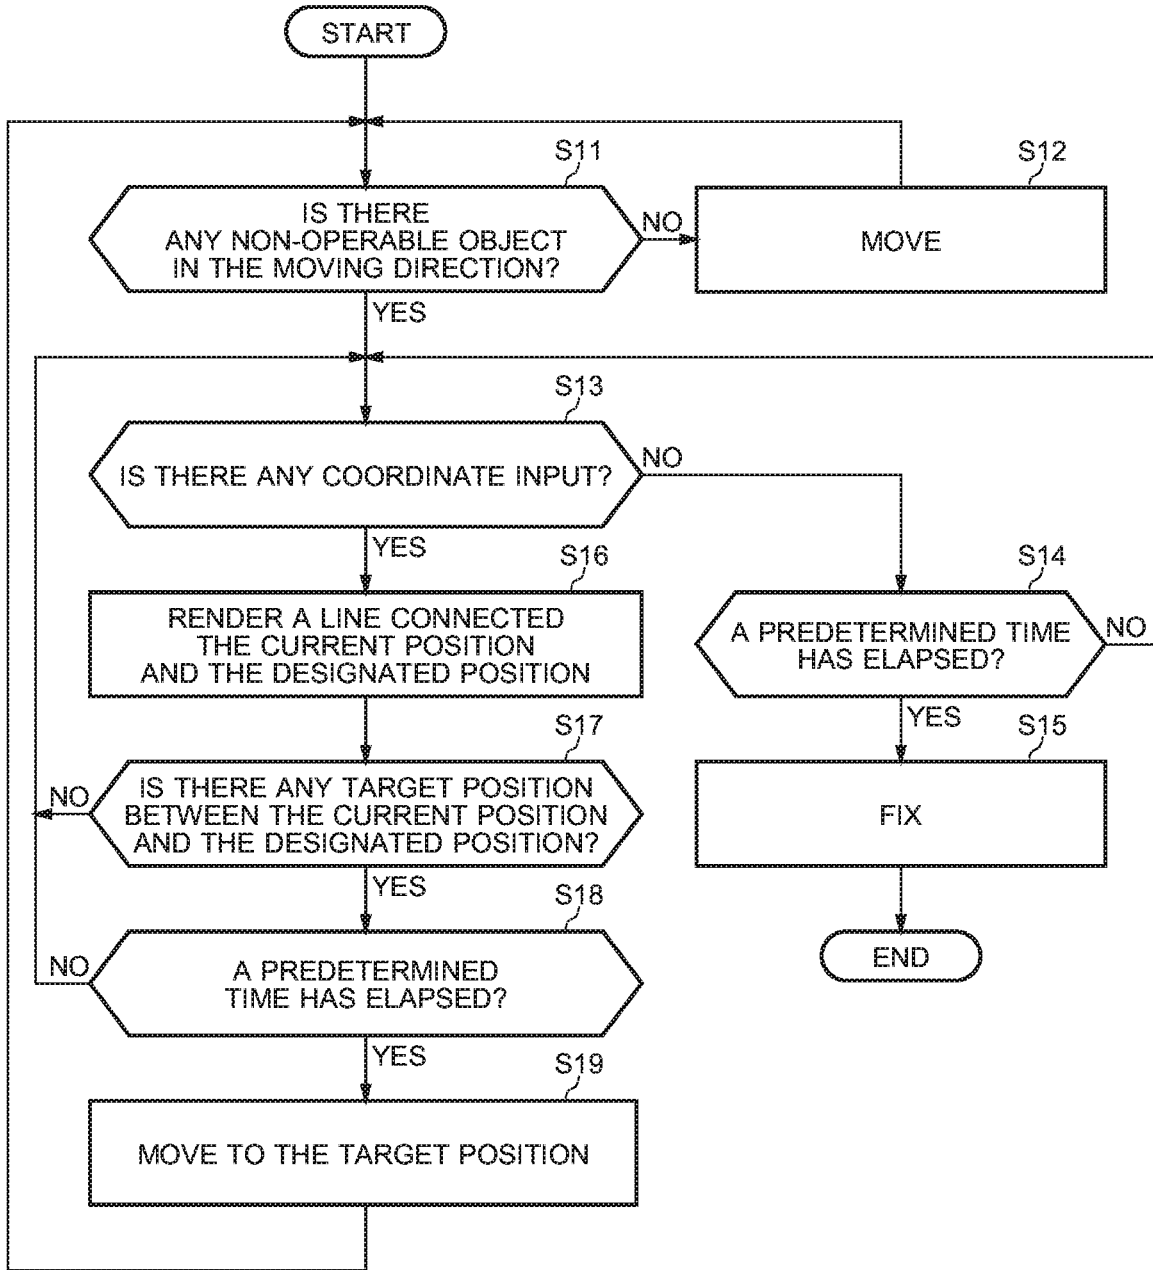 START
S11
IS THERE
ANY NON-OPERABLE OBJECT
IN THE MOVING DIRECTION?
NO
YES
S12
MOVE
S13
IS THERE ANY COORDINATE INPUT?
NO
YES
S16
RENDER A LINE CONNECTED
THE CURRENT POSITION
AND THE DESIGNATED POSITION
S14
A PREDETERMINED TIME
HAS ELAPSED?
NO
YES
S17
IS THERE ANY TARGET POSITION
BETWEEN THE CURRENT POSITION
AND THE DESIGNATED POSITION?
NO
YES
S15
FIX
S18
A PREDETERMINED
TIME HAS ELAPSED?
NO
YES
END
S19
MOVE TO THE TARGET POSITION